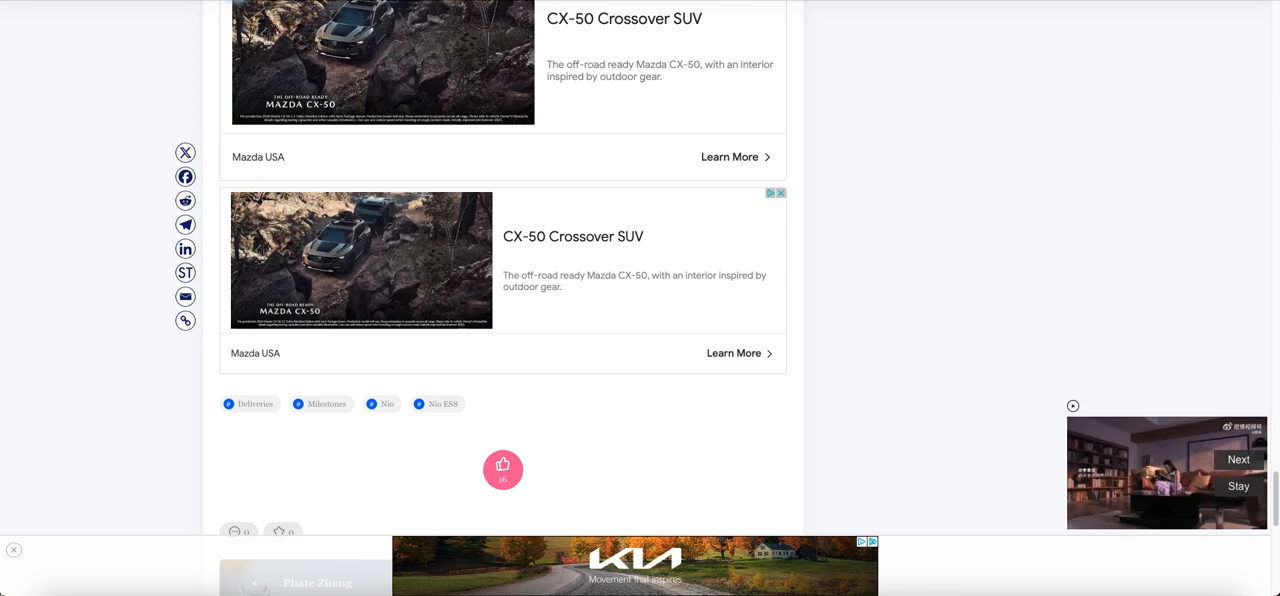 CX-50 Crossover SUV
The off-road ready Mazda CX-50, with an interior
inspired by outdoor gear.
THE OFF-ROAD READY
MAZDA CX-50
Mazda USA
Learn More
CX-50 Crossover SUV
The off-road ready Mazda CX-50, with an interior inspired by
outdoor gear.
THE OFF-ROAD READY
MAZDA CX-50
Mazda USA
Learn More
ST
# Deliveries
# Milestones
# Nio
# Nio ES8
16
0
0
Phate Zhang
Next
Stay
KIA
Movement that inspires